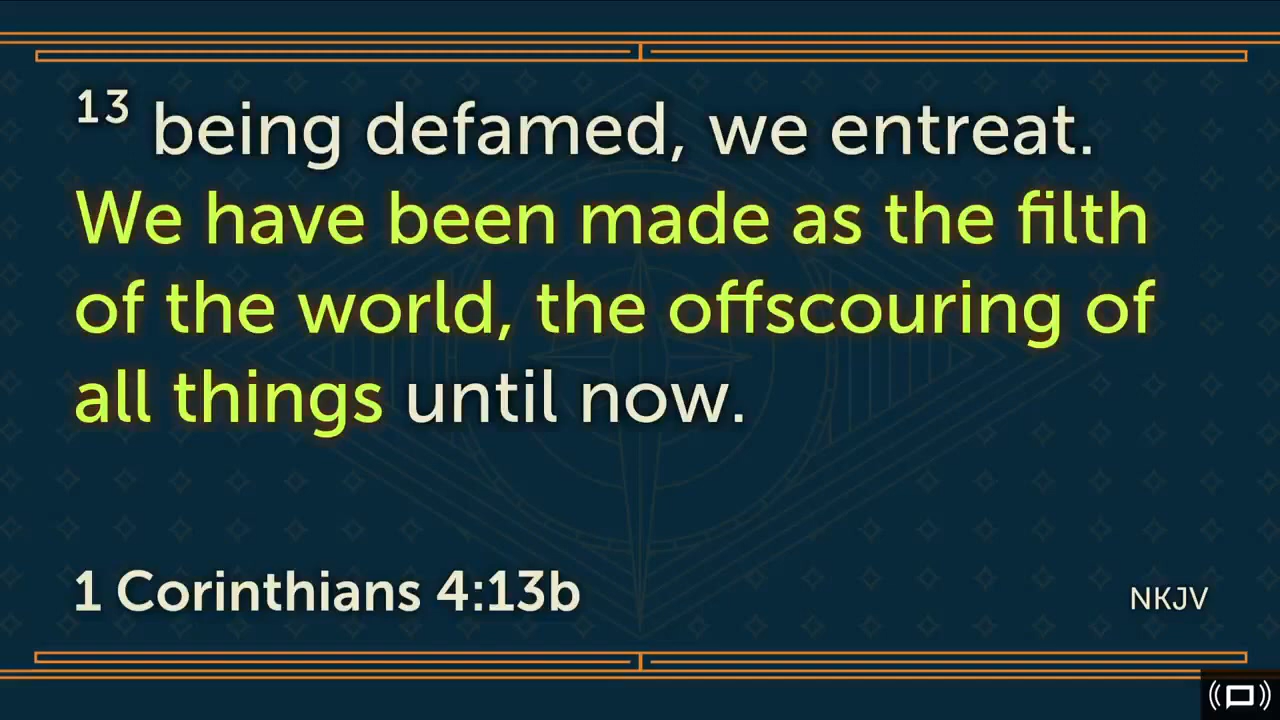 13 being defamed, we entreat.
We have been made as the filth
of the world, the offscouring of
all things until now.
1 Corinthians 4:13b
NKJV